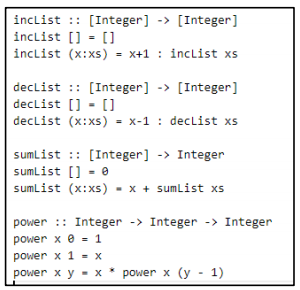 incList :: [Integer] -> [Integer]
incList [] = []
incList (x:xs) = x+1 : incList xs
decList :: [Integer] -> [Integer]
decList [] = []
decList (x:xs) = x-1 : decList xs
sumList :: [Integer] -> Integer
sumList [] = 0
sumList (x:xs) = x + sumList xs
power :: Integer -> Integer -> Integer
power x 0 = 1
power x 1 = x
power x y = x * power x (y - 1)